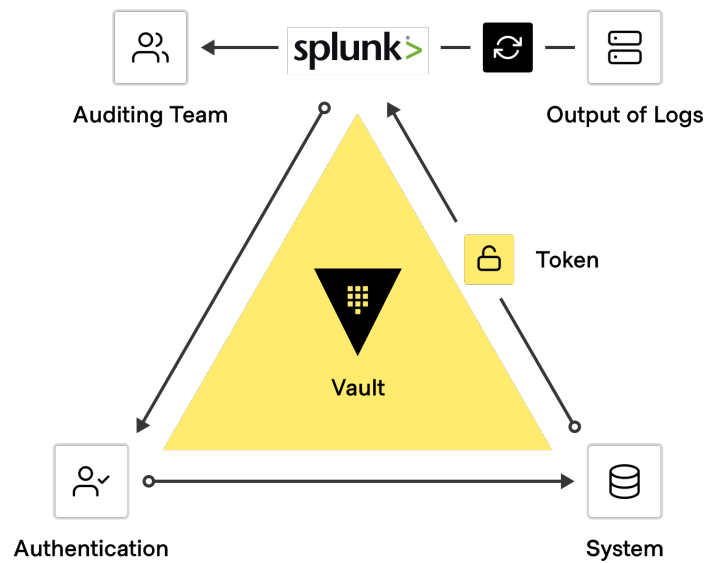 splunk>
Auditing Team
Output of Logs
Token
Vault
Authentication
System